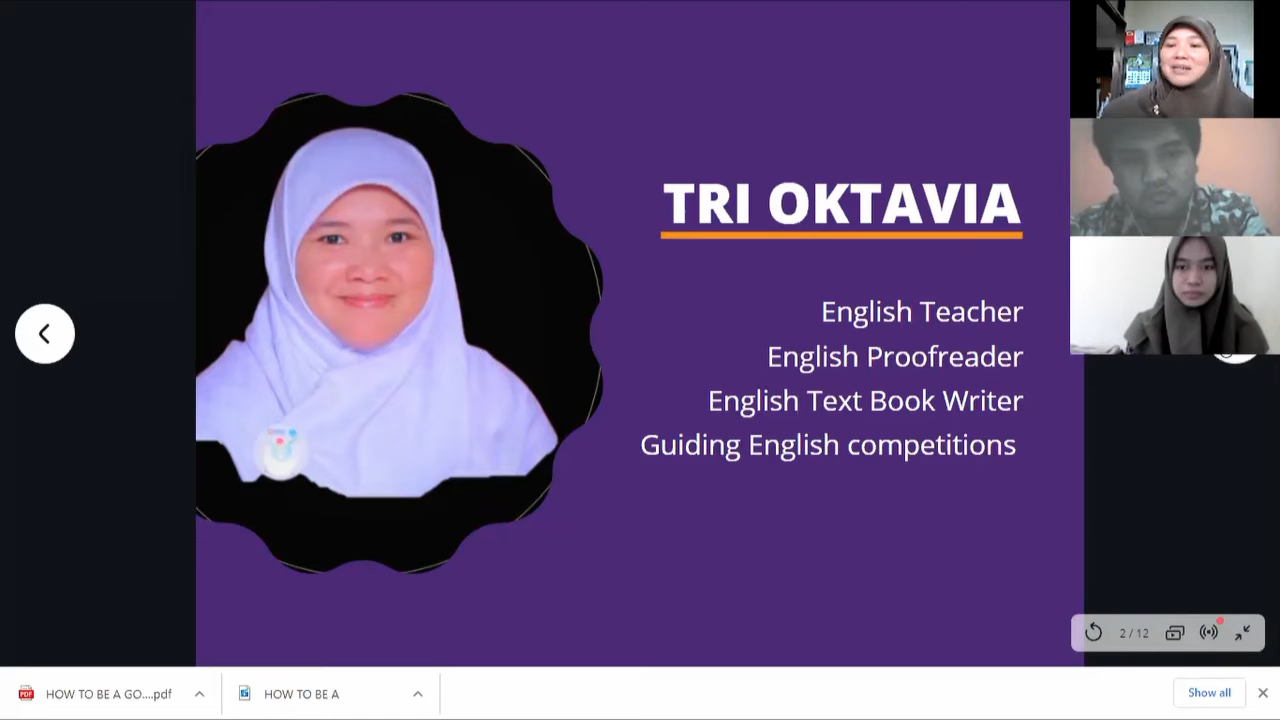 TRI OKTAVIA
English Teacher
English Proofreader
English Text Book Writer
Guiding English competitions
2 / 12
HOW TO BE A GO....pdf
HOW TO BE A
Show all